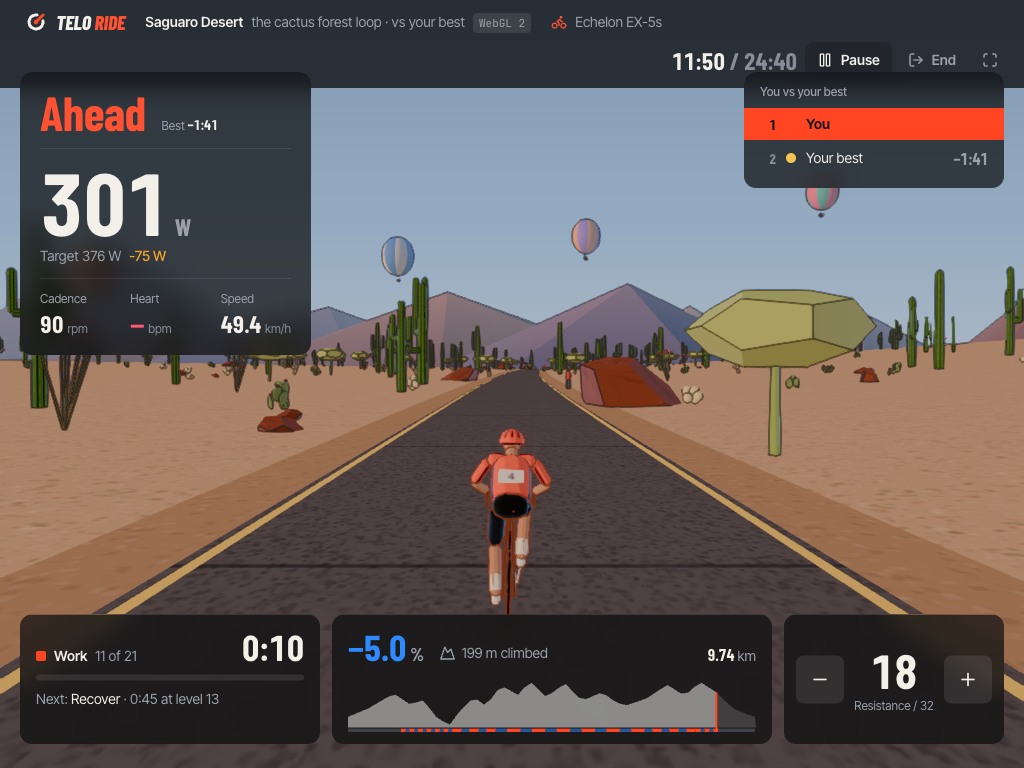 TELO RIDE Saguaro Desert the cactus forest loop · vs your best WebGL 2 Echelon EX-5s
11:50 / 24:40 Pause End
Ahead Best −1:41
301 W
Target 376 W -75 W
Cadence Heart Speed
90 rpm — bpm 49.4 km/h
You vs your best
1 You
2 Your best −1:41
4
Work 11 of 21 0:10
Next: Recover · 0:45 at level 13
−5.0 % 199 m climbed 9.74 km
− 18 +
Resistance / 32